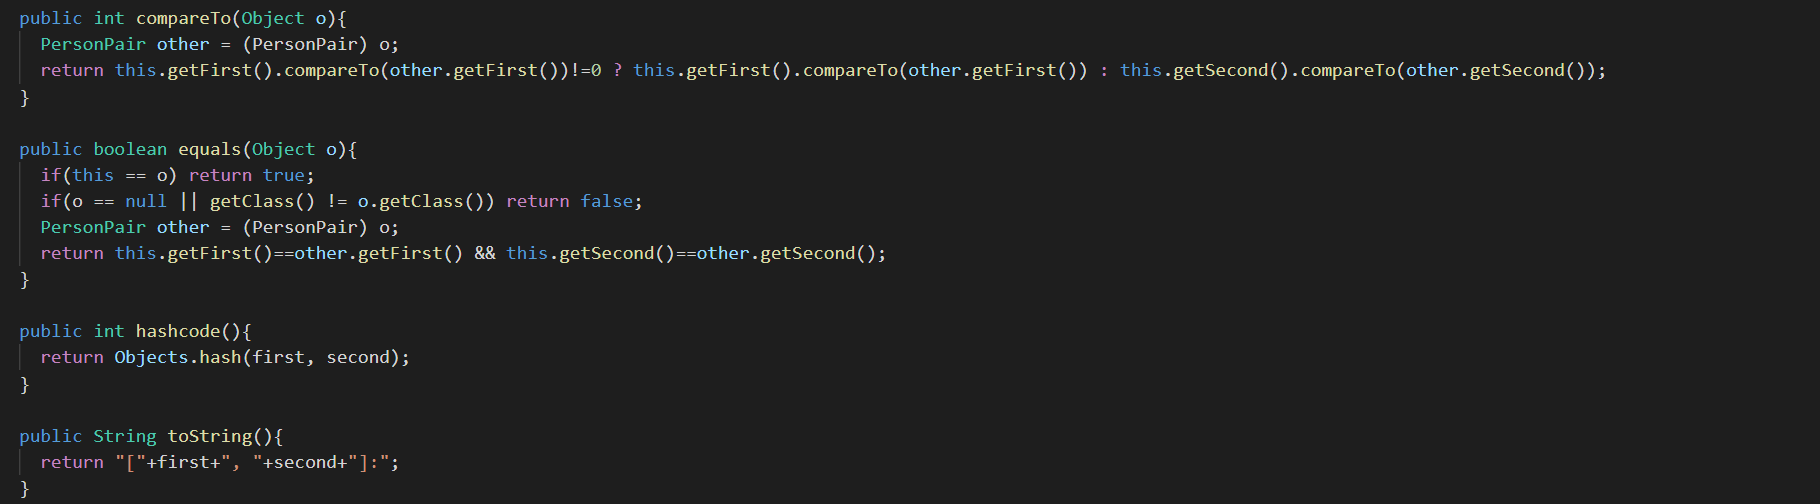 public int compareTo(Object o){
PersonPair other = (PersonPair) o;
return this.getFirst().compareTo(other.getFirst())!=0 ? this.getFirst().compareTo(other.getFirst()) : this.getSecond().compareTo(other.getSecond());
}
public boolean equals(Object o){
if(this == o) return true;
if(o == null || getClass() != o.getClass()) return false;
PersonPair other = (PersonPair) o;
return this.getFirst()==other.getFirst() && this.getSecond()==other.getSecond();
}
public int hashcode(){
return Objects.hash(first, second);
}
public String toString(){
return "["+first+", "+second+"]:";
}